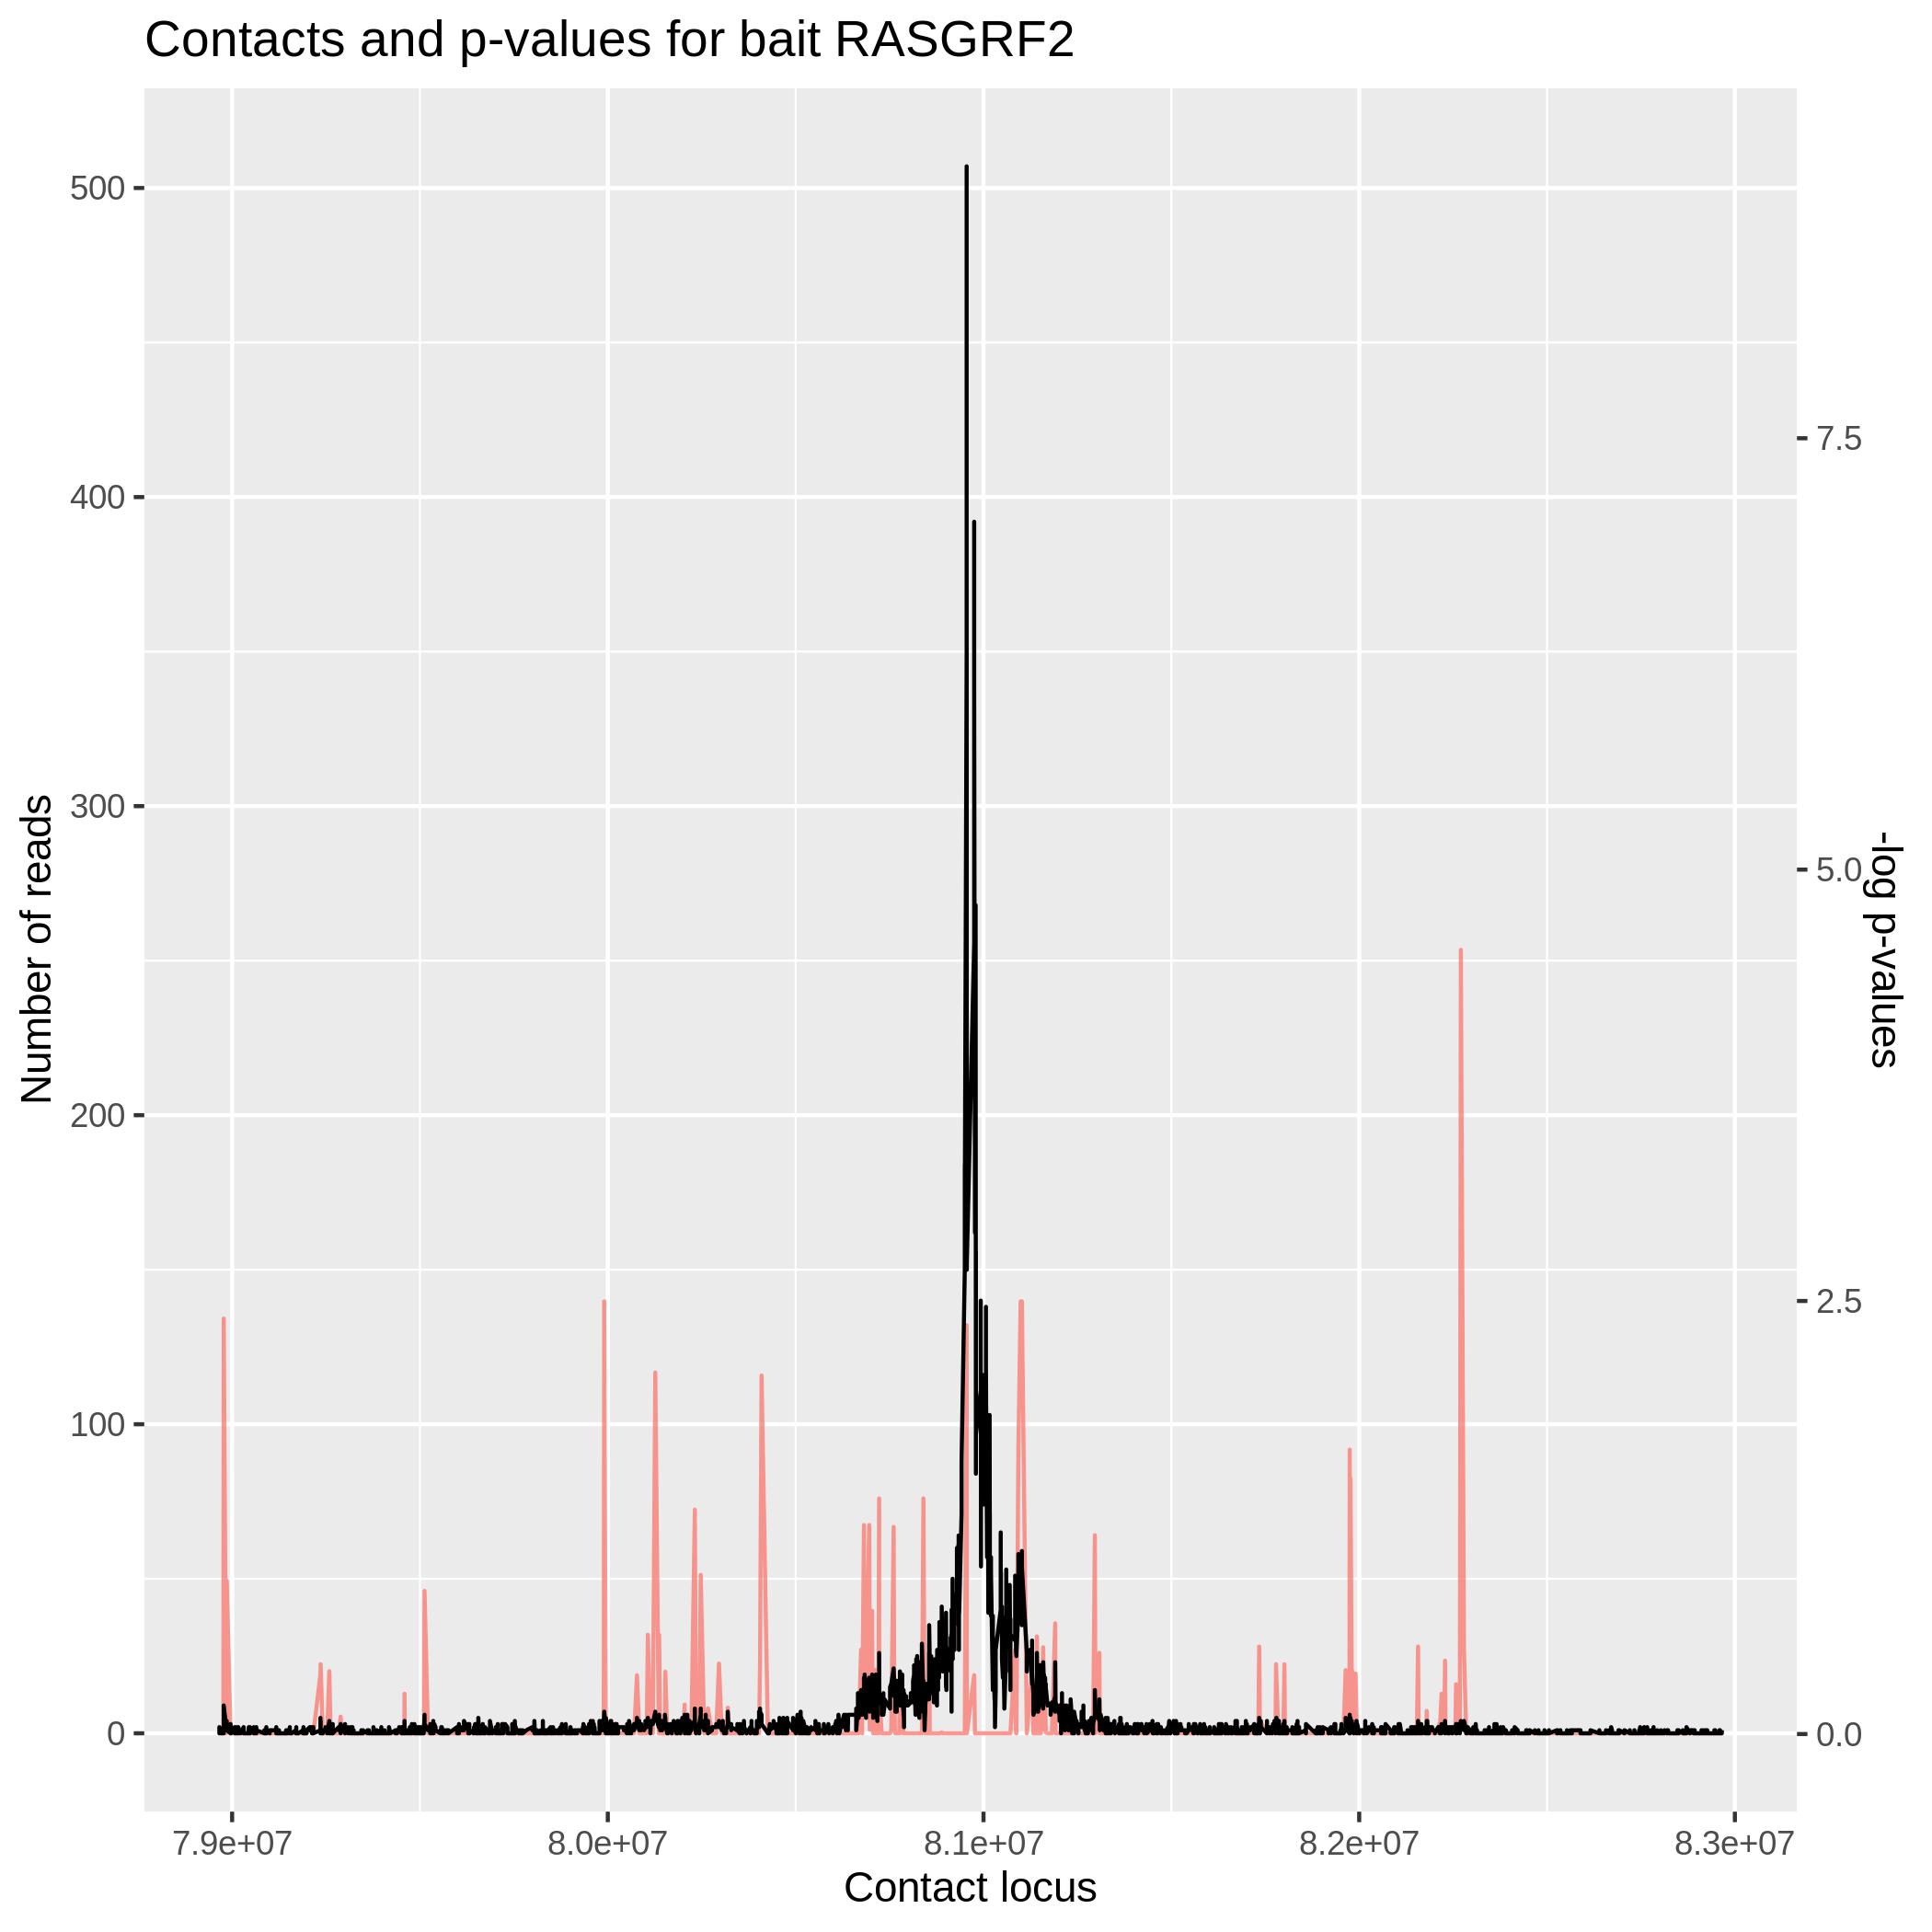 Contacts and p-values for bait RASGRF2
500
400
300
200
100
0
Number of reads
7.5
5.0
2.5
0.0
-log p-values
7.9e+07
8.0e+07
8.1e+07
8.2e+07
8.3e+07
Contact locus